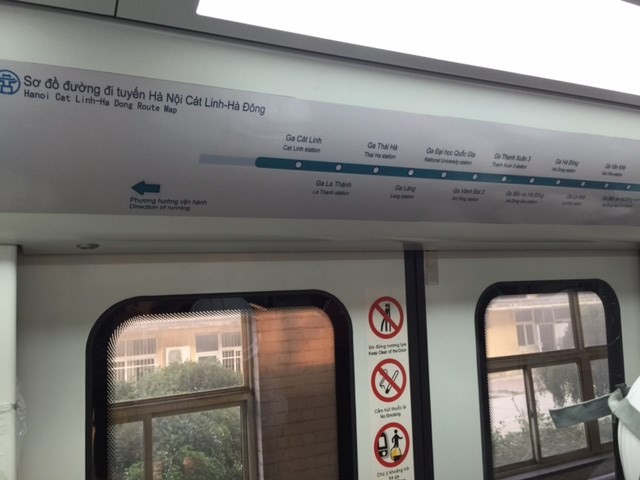 Sơ đồ đường đi tuyến Hà Nội Cát Linh-Hà Đông
Hanoi Cat Linh-Ha Dong Route Map
Ga Cát Linh
Cat Linh station
Ga Thái Hà
Thai Ha station
Ga Đại học Quốc Gia
National University station
Ga Thanh Xuân 3
Thanh Xuan 3 station
Ga Hà Đông
Ga La Thành
La Thanh station
Ga Láng
Lang station
Ga Vành Đai 3
Phương hướng vận hành
Direction of running
Keep Clear of the Door
Cấm hút thuốc lá
No Smoking